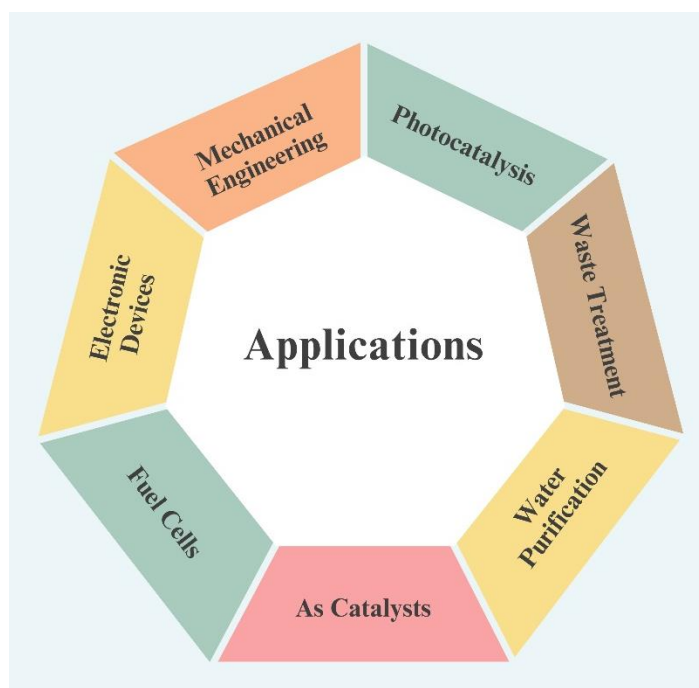 Applications
Photocatalysis
Waste Treatment
Water
Purification
As Catalysts
Fuel Cells
Electronic
Devices
Mechanical
Engineering